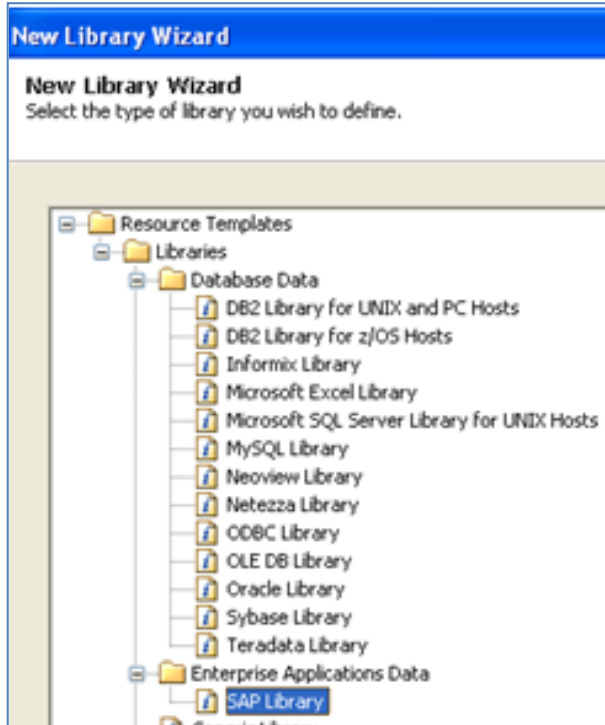 New Library Wizard
New Library Wizard
Select the type of library you wish to define.
Resource Templates
Libraries
Database Data
DB2 Library for UNIX and PC Hosts
DB2 Library for z/OS Hosts
Informix Library
Microsoft Excel Library
Microsoft SQL Server Library for UNIX Hosts
MySQL Library
Neoview Library
Netezza Library
ODBC Library
OLE DB Library
Oracle Library
Sybase Library
Teradata Library
Enterprise Applications Data
SAP Library